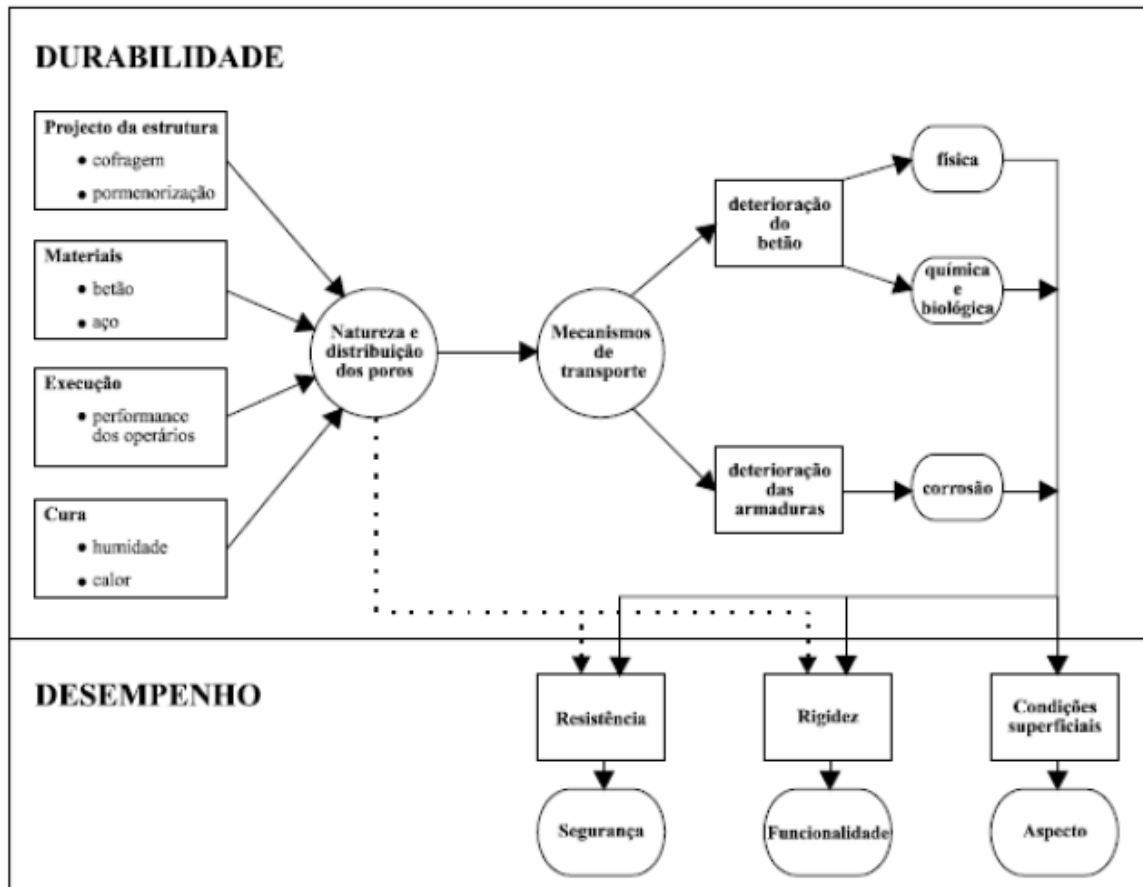 DURABILIDADE
Projecto da estrutura
• cofragem
• pormenorização
Materiais
• betão
• aço
Execução
• performance
dos operários
Cura
• humidade
• calor
Natureza e
distribuição
dos poros
Mecanismos
de
transporte
deterioração
do
betão
física
química
e
biológica
deterioração
das
armaduras
corrosão
DESEMPENHO
Resistência
Rigidez
Condições
superficiais
Segurança
Funcionalidade
Aspecto